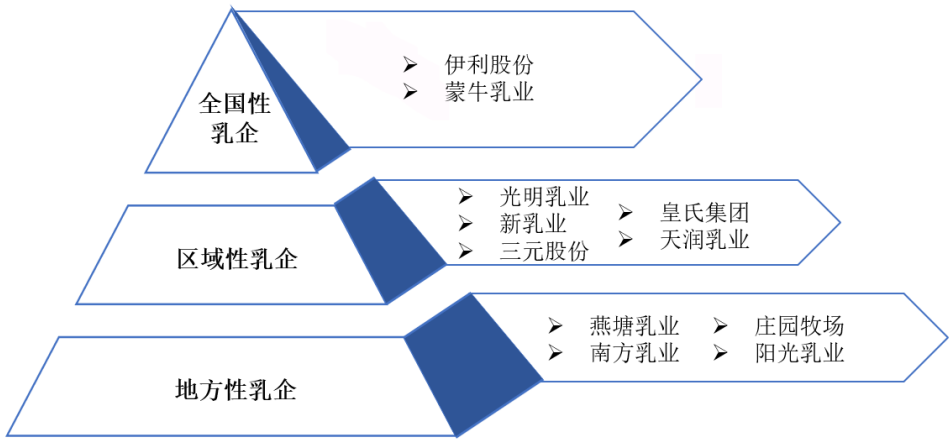 全国性
乳企
➢ 伊利股份
➢ 蒙牛乳业
区域性乳企
➢ 光明乳业
➢ 新乳业
➢ 三元股份
➢ 皇氏集团
➢ 天润乳业
地方性乳企
➢ 燕塘乳业
➢ 南方乳业
➢ 庄园牧场
➢ 阳光乳业